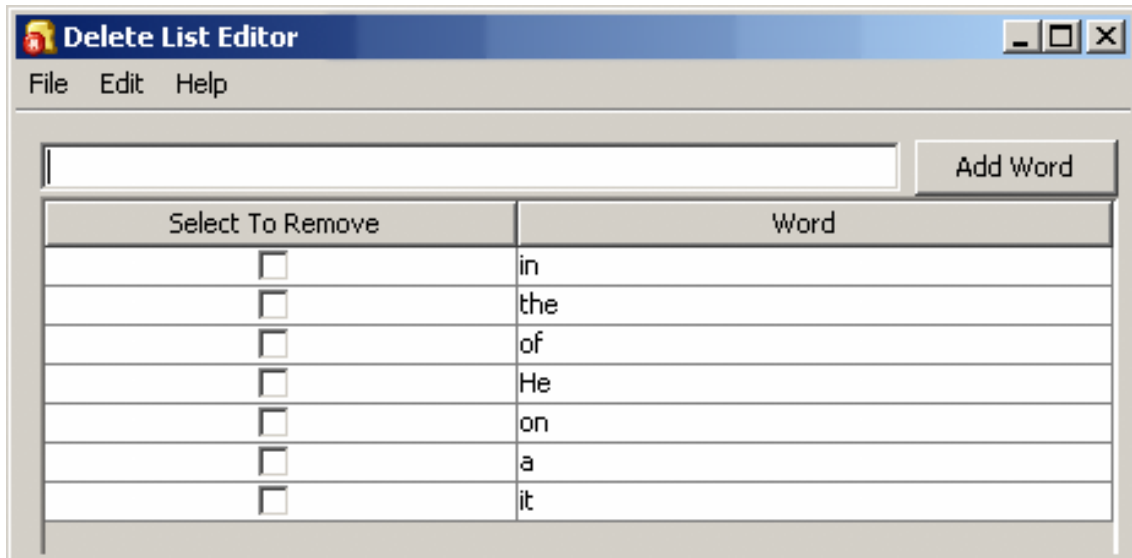 Delete List Editor
File Edit Help
Add Word
Select To Remove Word
in
the
of
He
on
a
it